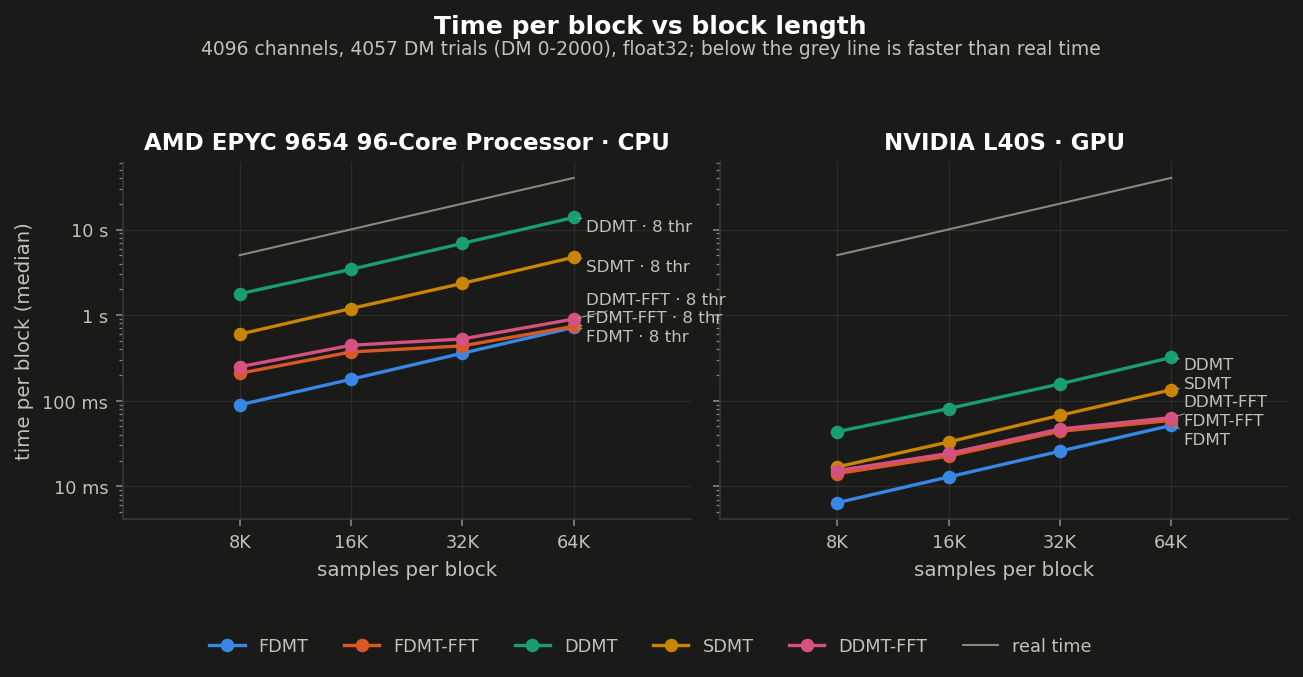 Time per block vs block length
4096 channels, 4057 DM trials (DM 0-2000), float32; below the grey line is faster than real time
AMD EPYC 9654 96-Core Processor · CPU
time per block (median)
10 s
1 s
100 ms
10 ms
DDMT · 8 thr
SDMT · 8 thr
DDMT-FFT · 8 thr
FDMT-FFT · 8 thr
FDMT · 8 thr
8K 16K 32K 64K
samples per block
NVIDIA L40S · GPU
DDMT
SDMT
DDMT-FFT
FDMT-FFT
FDMT
8K 16K 32K 64K
samples per block
FDMT FDMT-FFT DDMT SDMT DDMT-FFT real time